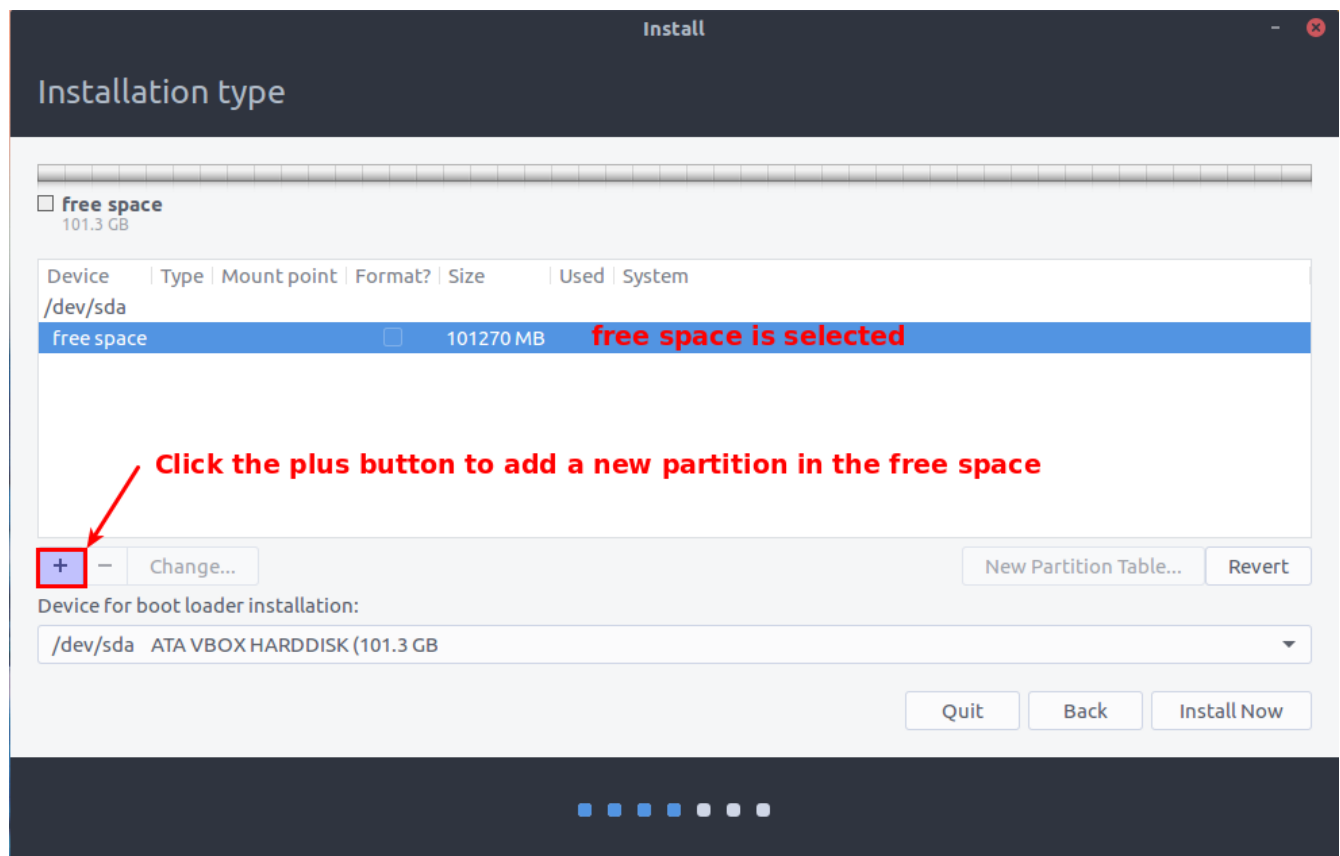 Install
Installation type
free space
101.3 GB
Device Type Mount point Format? Size Used System
/dev/sda
free space 101270 MB free space is selected
Click the plus button to add a new partition in the free space
+ − Change... New Partition Table... Revert
Device for boot loader installation:
/dev/sda ATA VBOX HARDDISK (101.3 GB
Quit Back Install Now